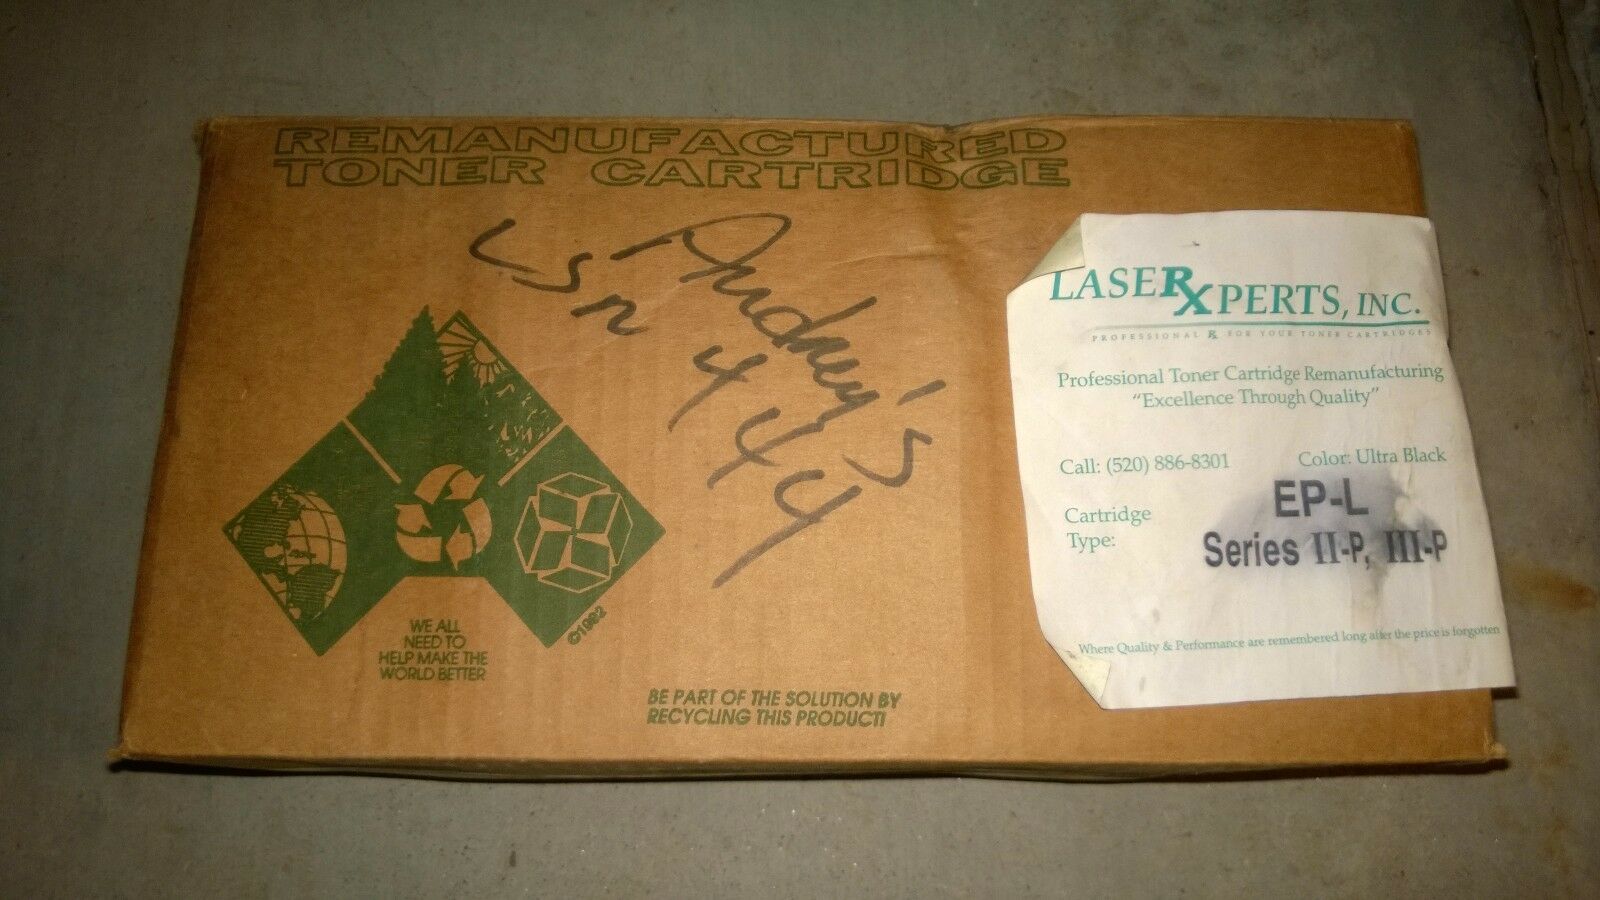 REMANUFACTURED
TONER CARTRIDGE
Audrey's
LSN 4444
©1992
WE ALL
NEED TO
HELP MAKE THE
WORLD BETTER
BE PART OF THE SOLUTION BY
RECYCLING THIS PRODUCT!
LASERXPERTS, INC.
PROFESSIONAL Rx FOR YOUR TONER CARTRIDGES
Professional Toner Cartridge Remanufacturing
"Excellence Through Quality"
Call: (520) 886-8301 Color: Ultra Black
Cartridge
Type:
EP-L
Series II-P, III-P
Where Quality & Performance are remembered long after the price is forgotten